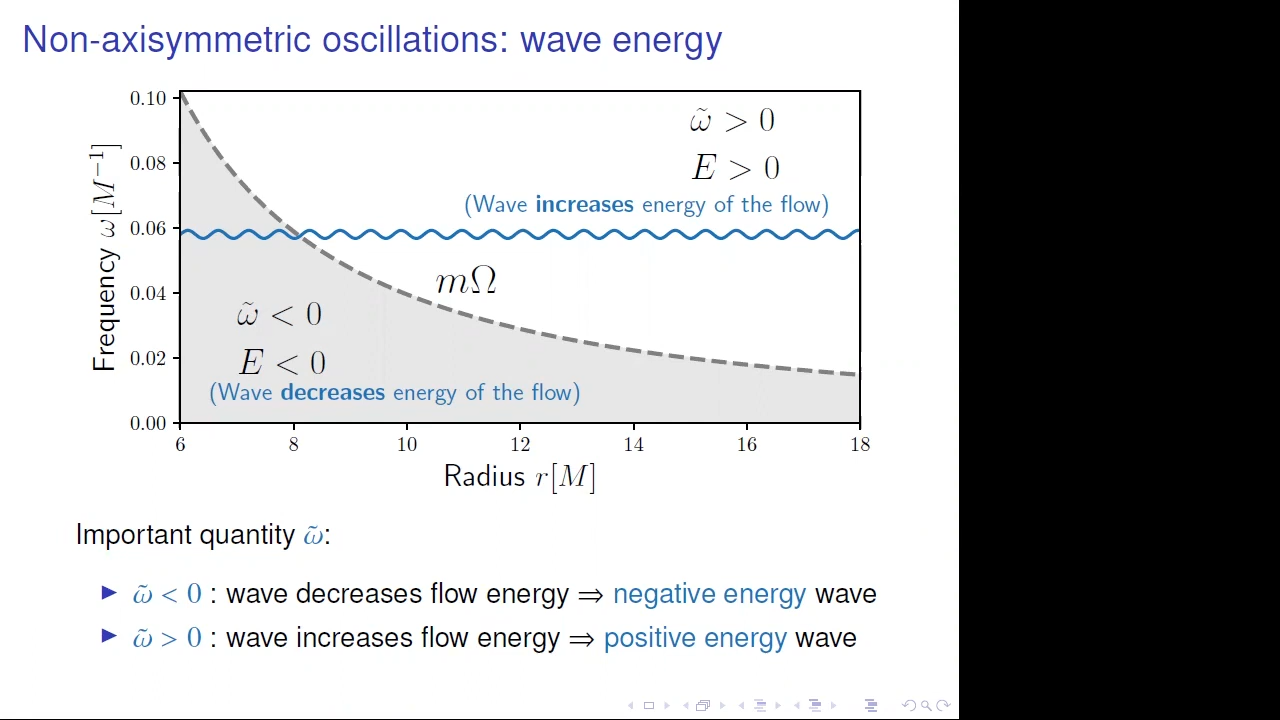 Non-axisymmetric oscillations: wave energy
0.10
0.08
0.06
0.04
0.02
0.00
Frequency ω[M⁻¹]
ω̃ > 0
E > 0
(Wave increases energy of the flow)
mΩ
ω̃ < 0
E < 0
(Wave decreases energy of the flow)
6 8 10 12 14 16 18
Radius r[M]
Important quantity ω̃:
▶ ω̃ < 0 : wave decreases flow energy ⇒ negative energy wave
▶ ω̃ > 0 : wave increases flow energy ⇒ positive energy wave